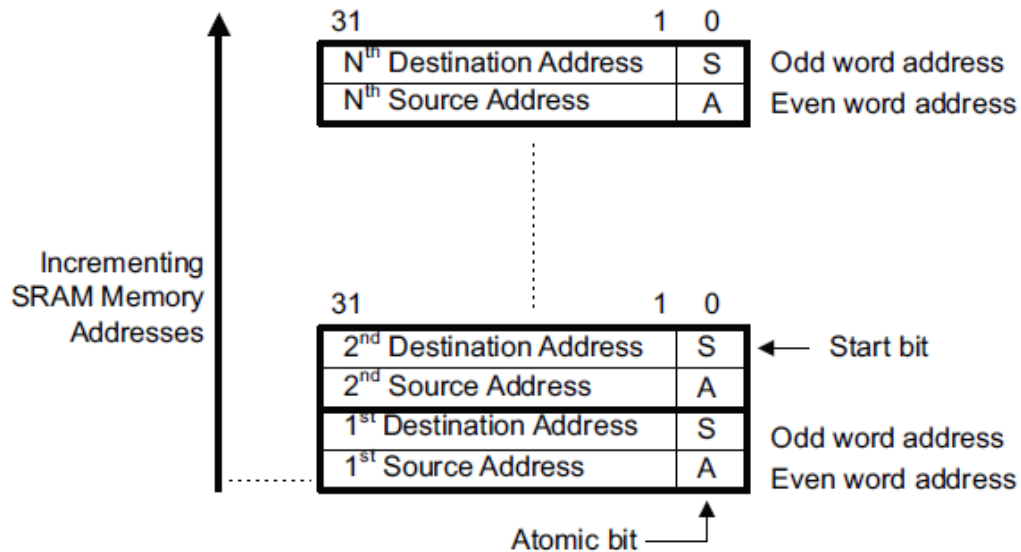 31 1 0
Nth Destination Address S Odd word address
Nth Source Address A Even word address
Incrementing
SRAM Memory
Addresses
31 1 0
2nd Destination Address S Start bit
2nd Source Address A
1st Destination Address S Odd word address
1st Source Address A Even word address
Atomic bit